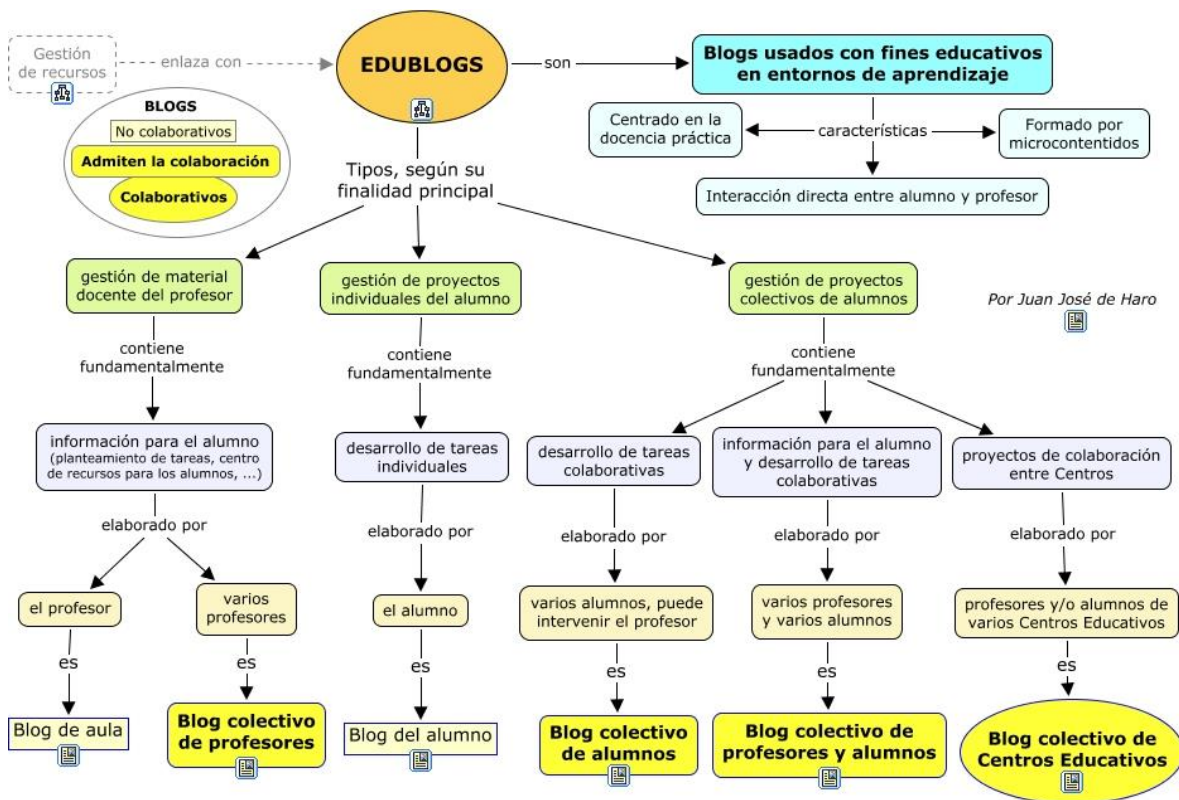 Gestión
de recursos
enlaza con
EDUBLOGS
son
Blogs usados con fines educativos
en entornos de aprendizaje
BLOGS
No colaborativos
Admiten la colaboración
Colaborativos
Centrado en la
docencia práctica
características
Formado por
microcontenidos
Interacción directa entre alumno y profesor
Tipos, según su
finalidad principal
gestión de material
docente del profesor
gestión de proyectos
individuales del alumno
gestión de proyectos
colectivos de alumnos
Por Juan José de Haro
contiene
fundamentalmente
contiene
fundamentalmente
contiene
fundamentalmente
información para el alumno
(planteamiento de tareas, centro
de recursos para los alumnos, ...)
desarrollo de tareas
individuales
desarrollo de tareas
colaborativas
información para el alumno
y desarrollo de tareas
colaborativas
proyectos de colaboración
entre Centros
elaborado por
elaborado por
elaborado por
elaborado por
elaborado por
el profesor
varios
profesores
el alumno
varios alumnos, puede
intervenir el profesor
varios profesores
y varios alumnos
profesores y/o alumnos de
varios Centros Educativos
es
es
es
es
es
es
Blog de aula
Blog colectivo
de profesores
Blog del alumno
Blog colectivo
de alumnos
Blog colectivo de
profesores y alumnos
Blog colectivo de
Centros Educativos